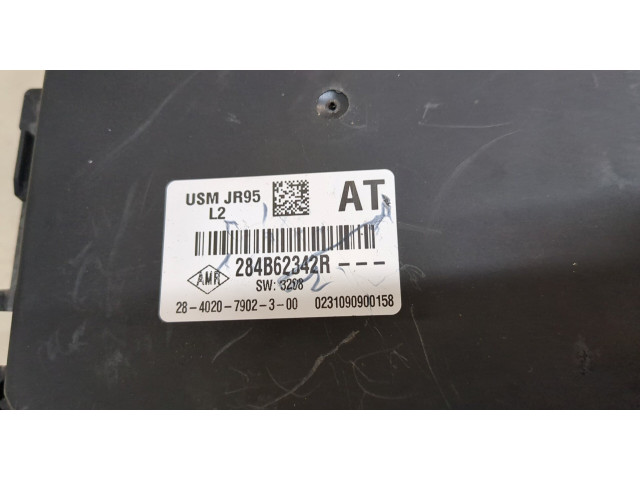 USM JR95
L2
AT
284B62342R---
AMR
SW: 3208
28-4020-7902-3-00 0231090900158